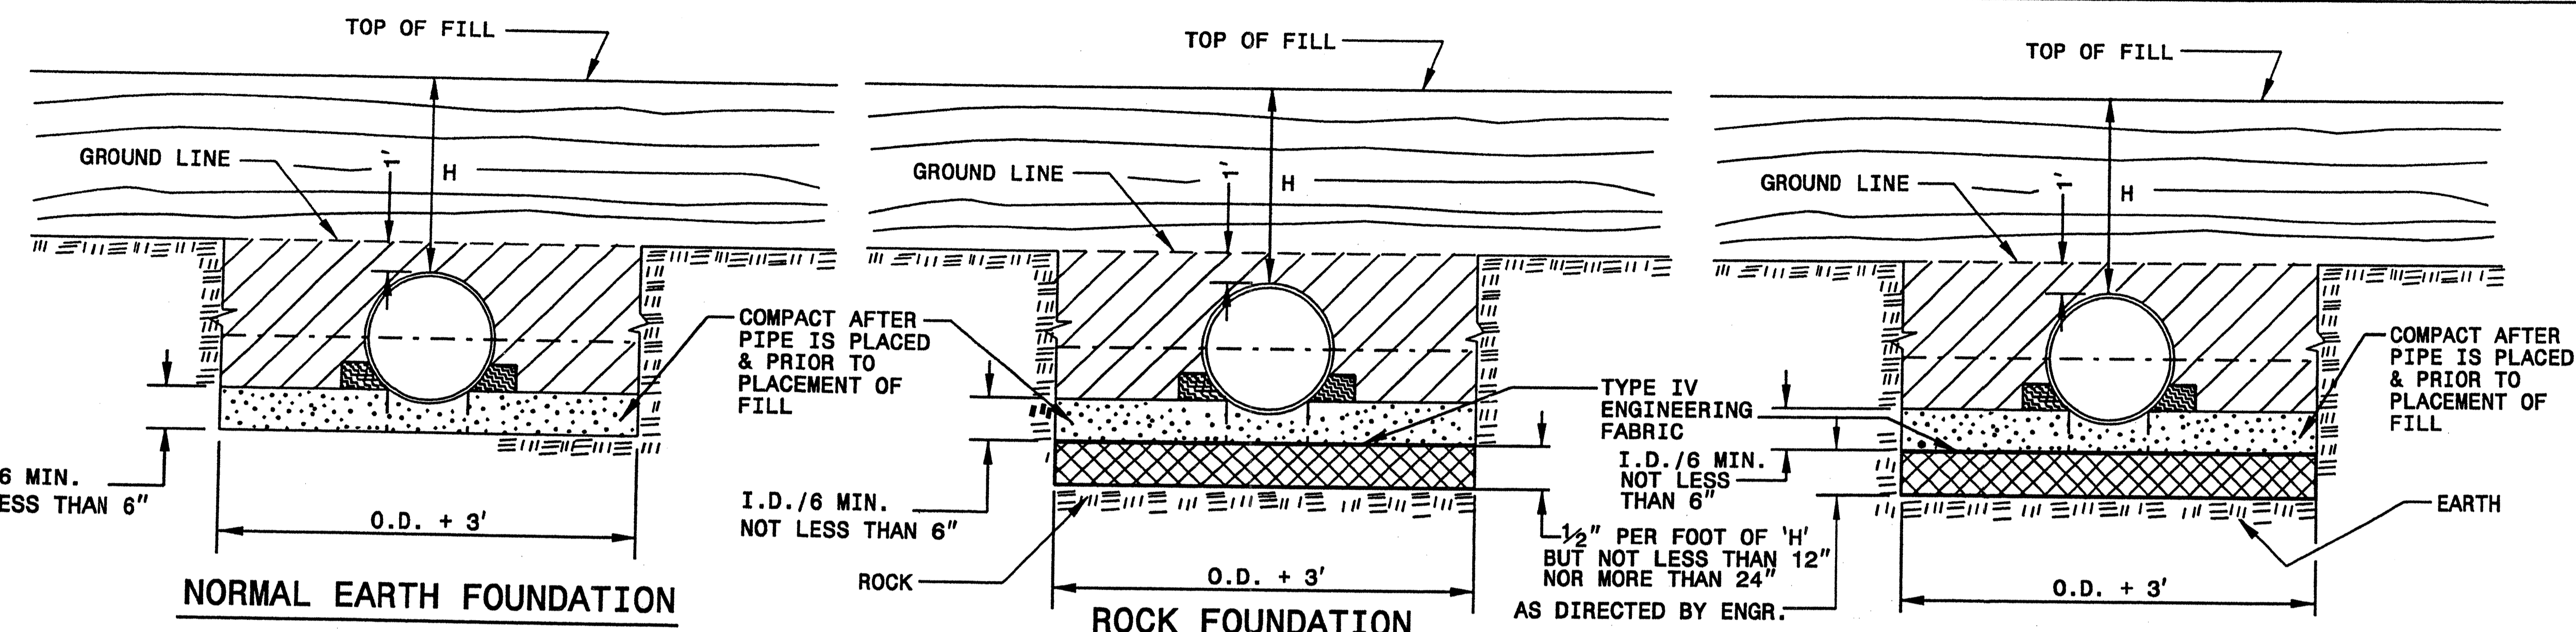 TOP OF FILL
GROUND LINE
1'
H
6 MIN.
ESS THAN 6"
O.D. + 3'
NORMAL EARTH FOUNDATION
COMPACT AFTER
PIPE IS PLACED
& PRIOR TO
PLACEMENT OF
FILL
TOP OF FILL
GROUND LINE
1'
H
I.D./6 MIN.
NOT LESS THAN 6"
ROCK
O.D. + 3'
ROCK FOUNDATION
TYPE IV
ENGINEERING
FABRIC
I.D./6 MIN.
NOT LESS
THAN 6"
1/2" PER FOOT OF 'H'
BUT NOT LESS THAN 12"
NOR MORE THAN 24"
AS DIRECTED BY ENGR.
TOP OF FILL
GROUND LINE
1'
H
COMPACT AFTER
PIPE IS PLACED
& PRIOR TO
PLACEMENT OF
FILL
EARTH
O.D. + 3'